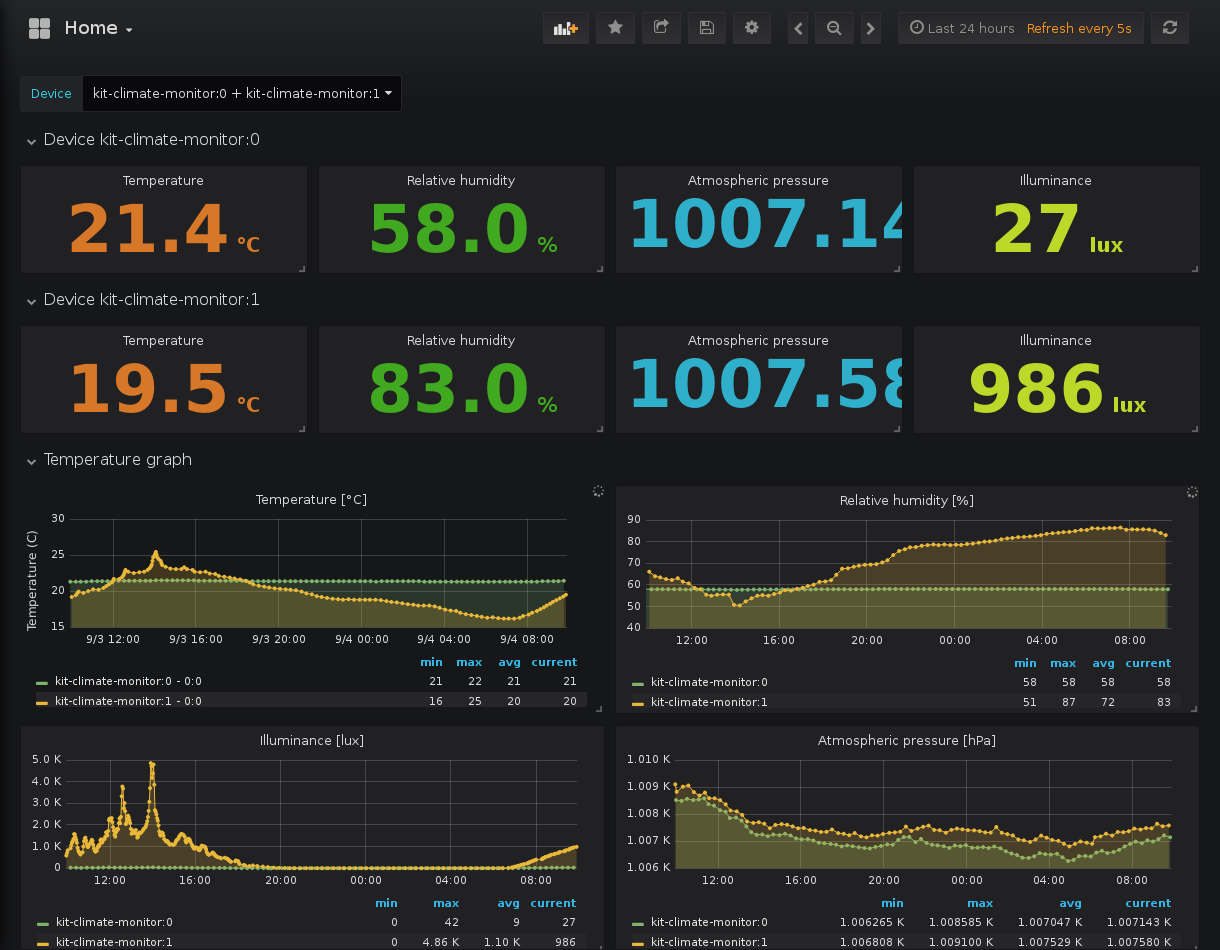 Home
Last 24 hours Refresh every 5s
Device kit-climate-monitor:0 + kit-climate-monitor:1
Device kit-climate-monitor:0
Temperature Relative humidity Atmospheric pressure Illuminance
21.4 °C 58.0 % 1007.14 27 lux
Device kit-climate-monitor:1
Temperature Relative humidity Atmospheric pressure Illuminance
19.5 °C 83.0 % 1007.58 986 lux
Temperature graph
Temperature [°C]
Temperature (C)
30
25
20
15
9/3 12:00 9/3 16:00 9/3 20:00 9/4 00:00 9/4 04:00 9/4 08:00
min max avg current
kit-climate-monitor:0 - 0:0 21 22 21 21
kit-climate-monitor:1 - 0:0 16 25 20 20
Relative humidity [%]
90
80
70
60
50
40
12:00 16:00 20:00 00:00 04:00 08:00
min max avg current
kit-climate-monitor:0 58 58 58 58
kit-climate-monitor:1 51 87 72 83
Illuminance [lux]
5.0 K
4.0 K
3.0 K
2.0 K
1.0 K
0
12:00 16:00 20:00 00:00 04:00 08:00
min max avg current
kit-climate-monitor:0 0 42 9 27
kit-climate-monitor:1 0 4.86 K 1.10 K 986
Atmospheric pressure [hPa]
1.010 K
1.009 K
1.008 K
1.007 K
1.006 K
12:00 16:00 20:00 00:00 04:00 08:00
min max avg current
kit-climate-monitor:0 1.006265 K 1.008585 K 1.007047 K 1.007143 K
kit-climate-monitor:1 1.006808 K 1.009100 K 1.007529 K 1.007580 K